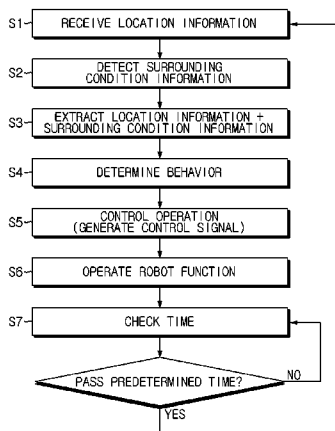 S1 RECEIVE LOCATION INFORMATION
S2 DETECT SURROUNDING
CONDITION INFORMATION
S3 EXTRACT LOCATION INFORMATION +
SURROUNDING CONDITION INFORMATION
S4 DETERMINE BEHAVIOR
S5 CONTROL OPERATION
(GENERATE CONTROL SIGNAL)
S6 OPERATE ROBOT FUNCTION
S7 CHECK TIME
PASS PREDETERMINED TIME?
NO
YES